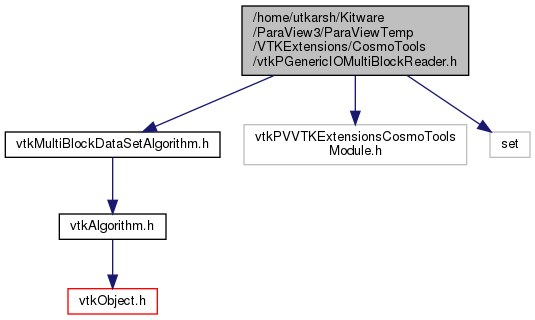 /home/utkarsh/Kitware
/ParaView3/ParaViewTemp
/VTKExtensions/CosmoTools
/vtkPGenericIOMultiBlockReader.h
vtkMultiBlockDataSetAlgorithm.h
vtkPVVTKExtensionsCosmoTools
Module.h
set
vtkAlgorithm.h
vtkObject.h